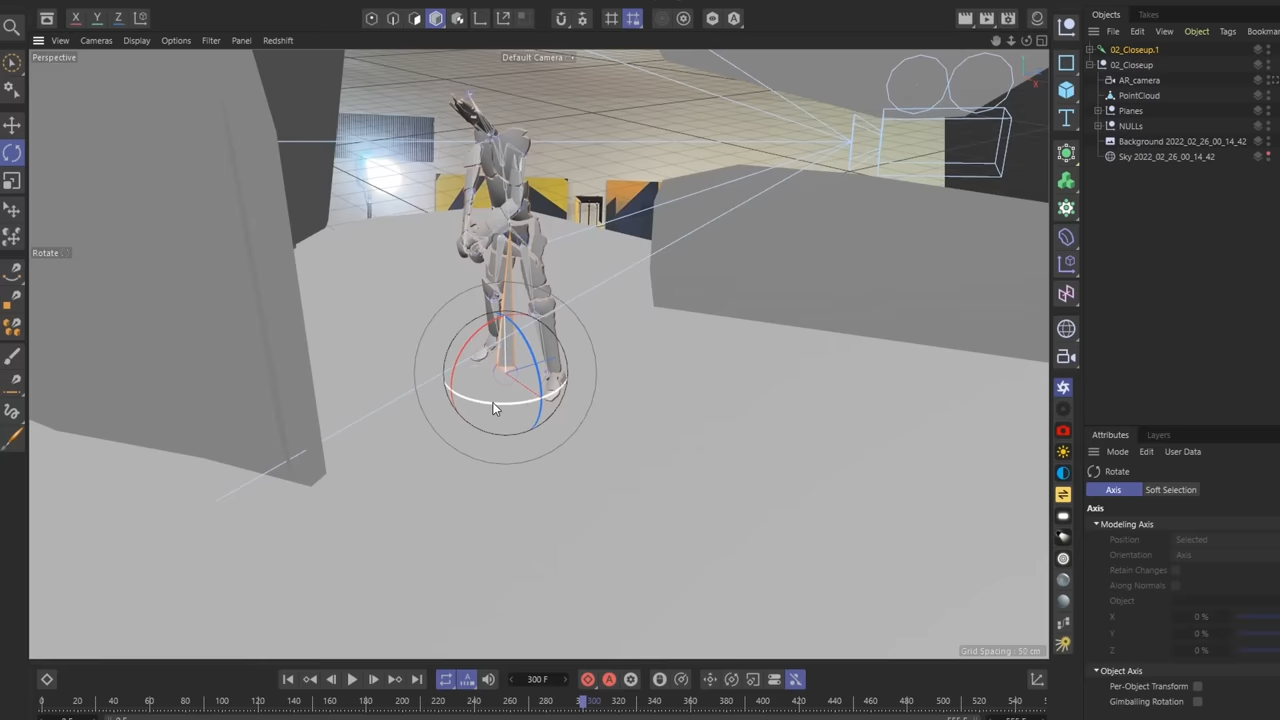 X Y Z
Objects Takes
View Cameras Display Options Filter Panel Redshift
File Edit View Object Tags Bookmar
Perspective
Default Camera
02_Closeup.1
02_Closeup
AR_camera
PointCloud
Planes
NULLs
Background 2022_02_26_00_14_42
Sky 2022_02_26_00_14_42
Rotate
Attributes Layers
Mode Edit User Data
Rotate
Axis Soft Selection
Axis
Modeling Axis
Position Selected
Orientation Axis
Retain Changes
Along Normals
Object
X 0 %
Y 0 %
Z 0 %
Grid Spacing : 50 cm
Object Axis
Per-Object Transform
Gimballing Rotation
300 F
0 20 40 60 80 100 120 140 160 180 200 220 240 260 280 300 320 340 360 380 400 420 440 460 480 500 520 540